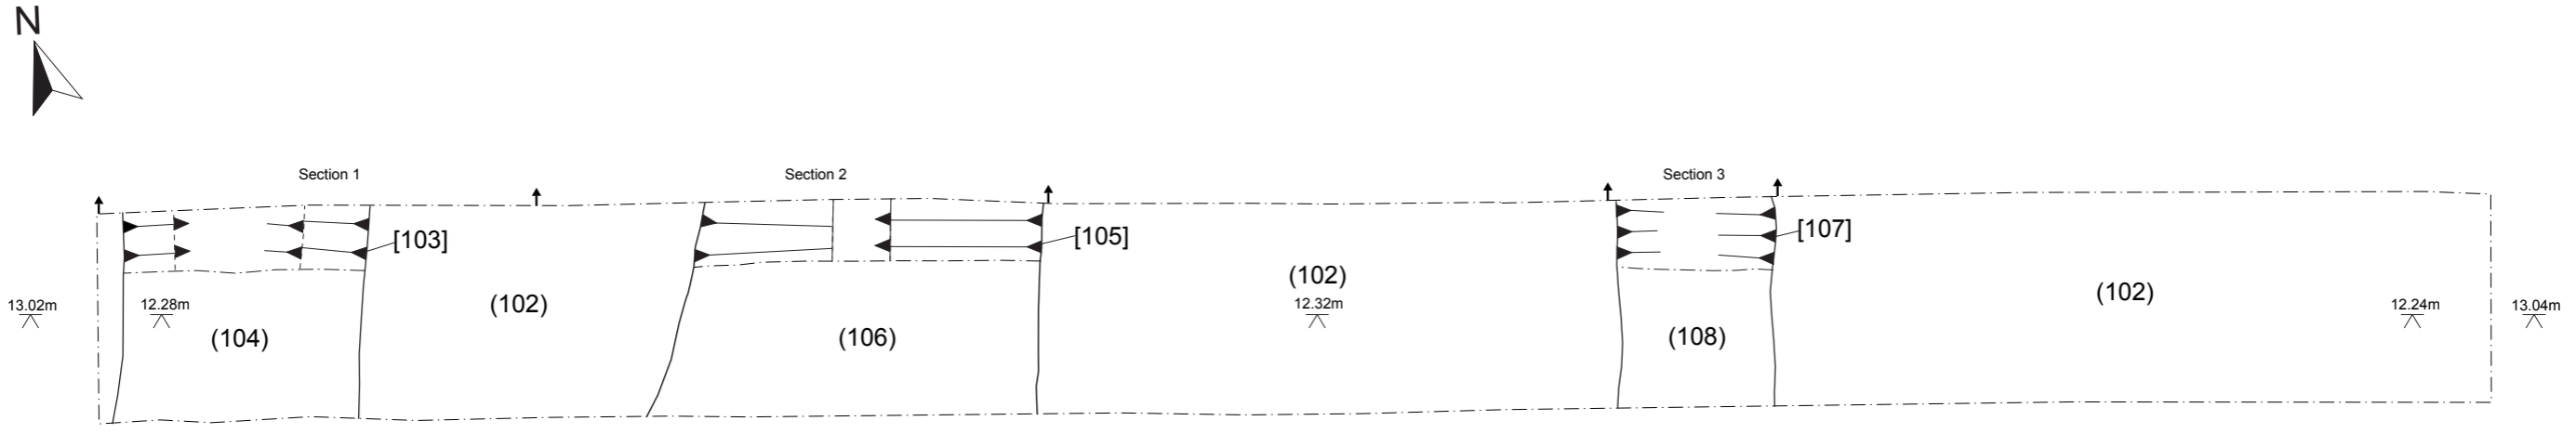 N
Section 1
Section 2
Section 3
[103]
[105]
[107]
13.02m
12.28m
(104)
(102)
(106)
(102)
12.32m
(108)
(102)
12.24m
13.04m